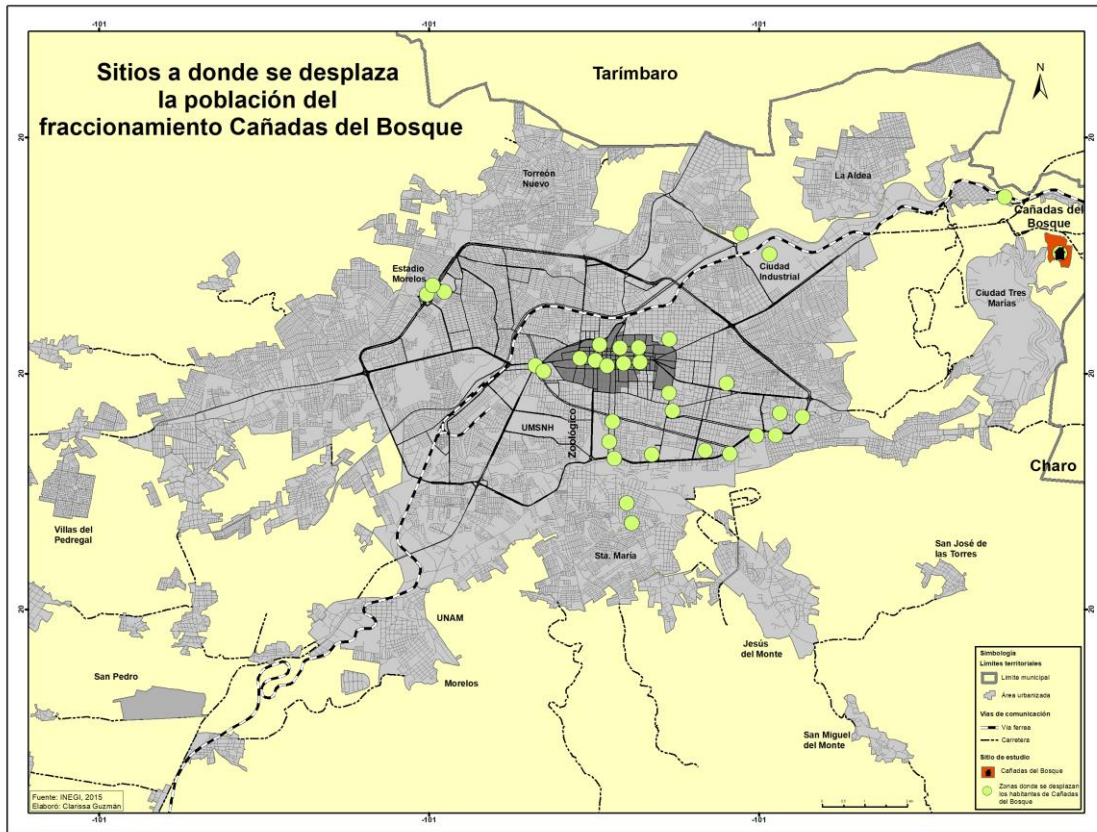 -101
-101
-101
Sitios a donde se desplaza
la población del
fraccionamiento Cañadas del Bosque
Tarímbaro
N
20
20
Torreón
Nuevo
La Aldea
Cañadas del
Bosque
Estadio
Morelos
Ciudad
Industrial
Ciudad Tres
Marías
20
20
UMSNH
Zoológico
Charo
Villas del
Pedregal
Sta. María
San José de
las Torres
20
20
UNAM
Jesús
del Monte
San Pedro
Morelos
San Miguel
del Monte
Simbología
Límites territoriales
Límite municipal
Área urbanizada
Vías de comunicación
Vía ferrea
Carretera
Sitio de estudio
Cañadas del Bosque
Zonas donde se desplazan
los habitantes de Cañadas
del Bosque
Fuente: INEGI, 2015
Elaboró: Clarissa Guzmán
-101
-101
-101